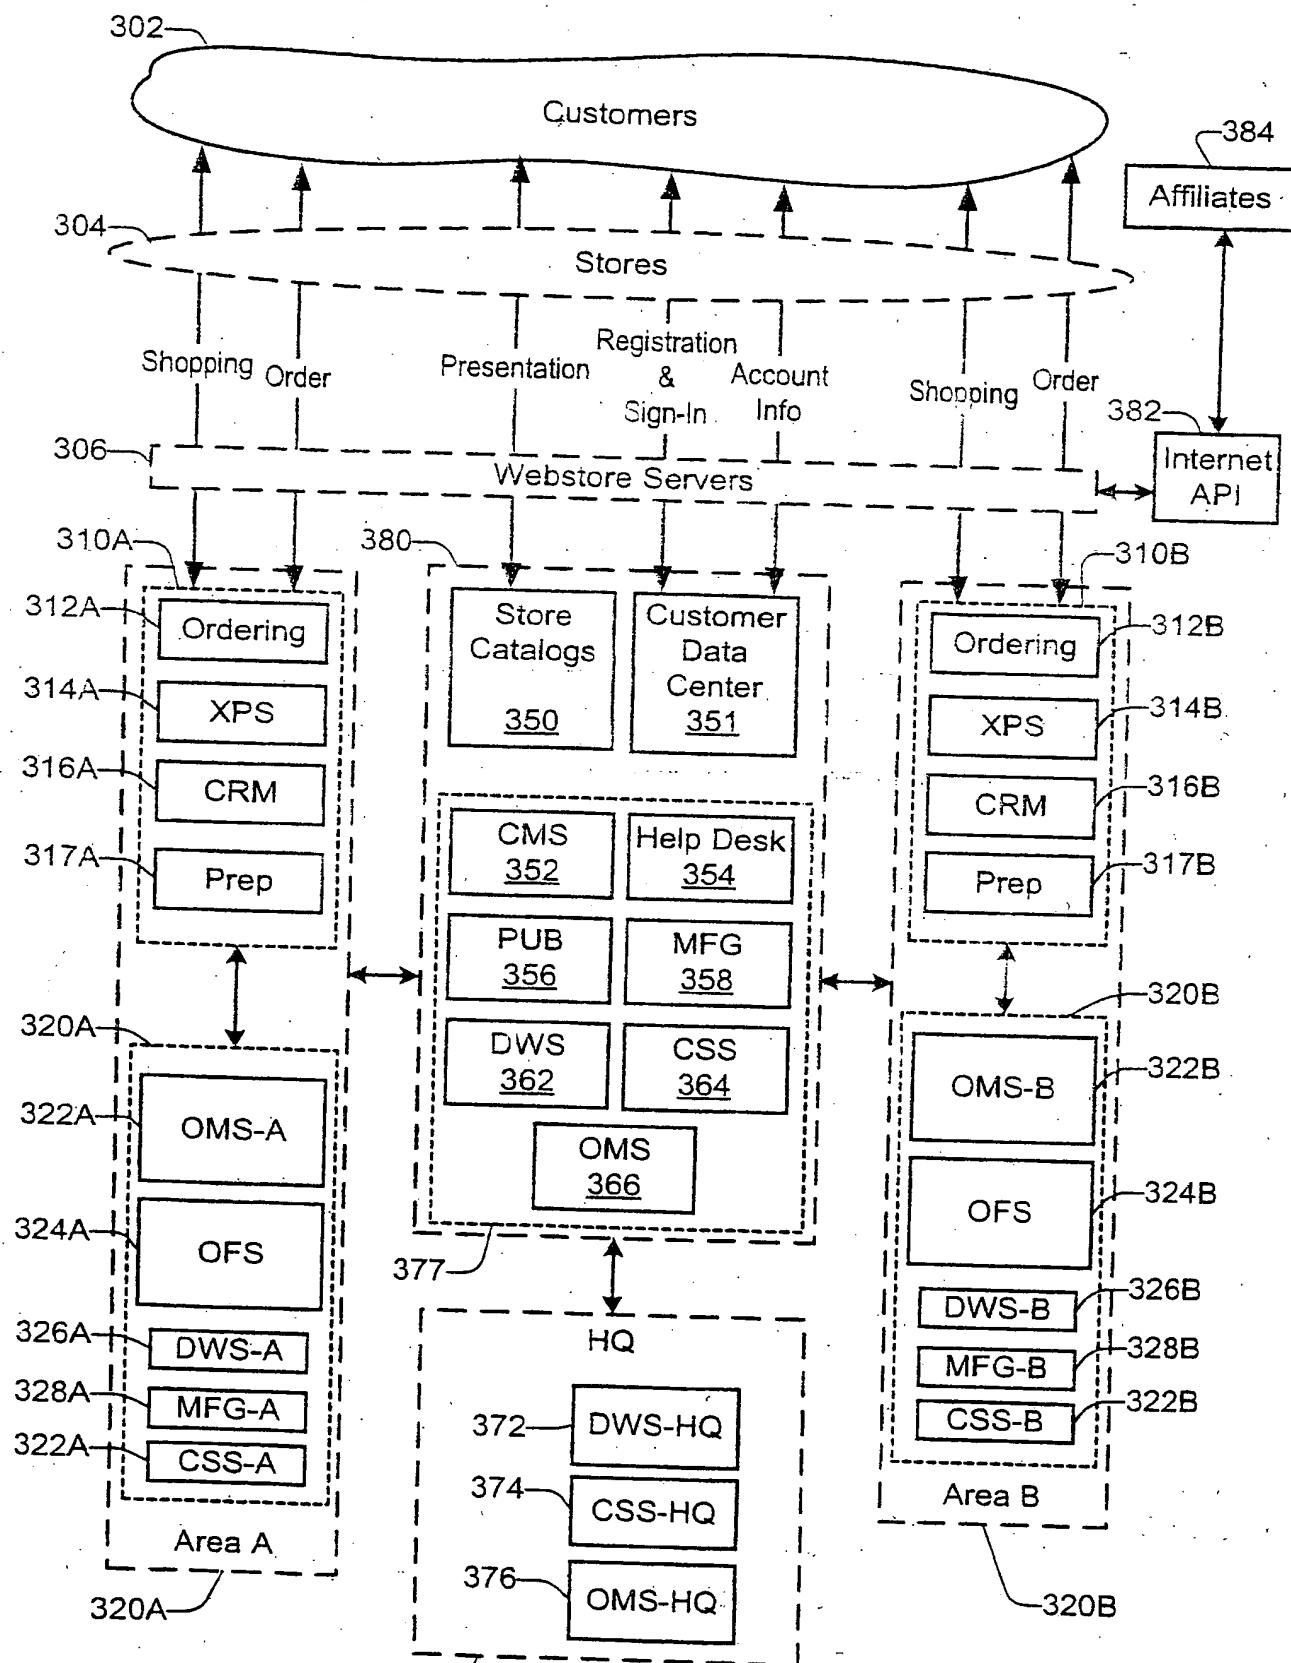 302
Customers
384
Affiliates
304
Stores
Shopping
Order
Presentation
Registration
&
Sign-In
Account
Info
Shopping
Order
382
Internet
API
306
Webstore Servers
310A
380
310B
312A
Ordering
314A
XPS
316A
CRM
317A
Prep
Store
Catalogs
350
Customer
Data
Center
351
Ordering
312B
XPS
314B
CRM
316B
Prep
317B
CMS
352
Help Desk
354
PUB
356
MFG
358
DWS
362
CSS
364
OMS
366
377
320A
322A
OMS-A
324A
OFS
326A
DWS-A
328A
MFG-A
322A
CSS-A
Area A
320A
320B
OMS-B
322B
OFS
324B
DWS-B
326B
MFG-B
328B
CSS-B
322B
Area B
320B
HQ
372
DWS-HQ
374
CSS-HQ
376
OMS-HQ